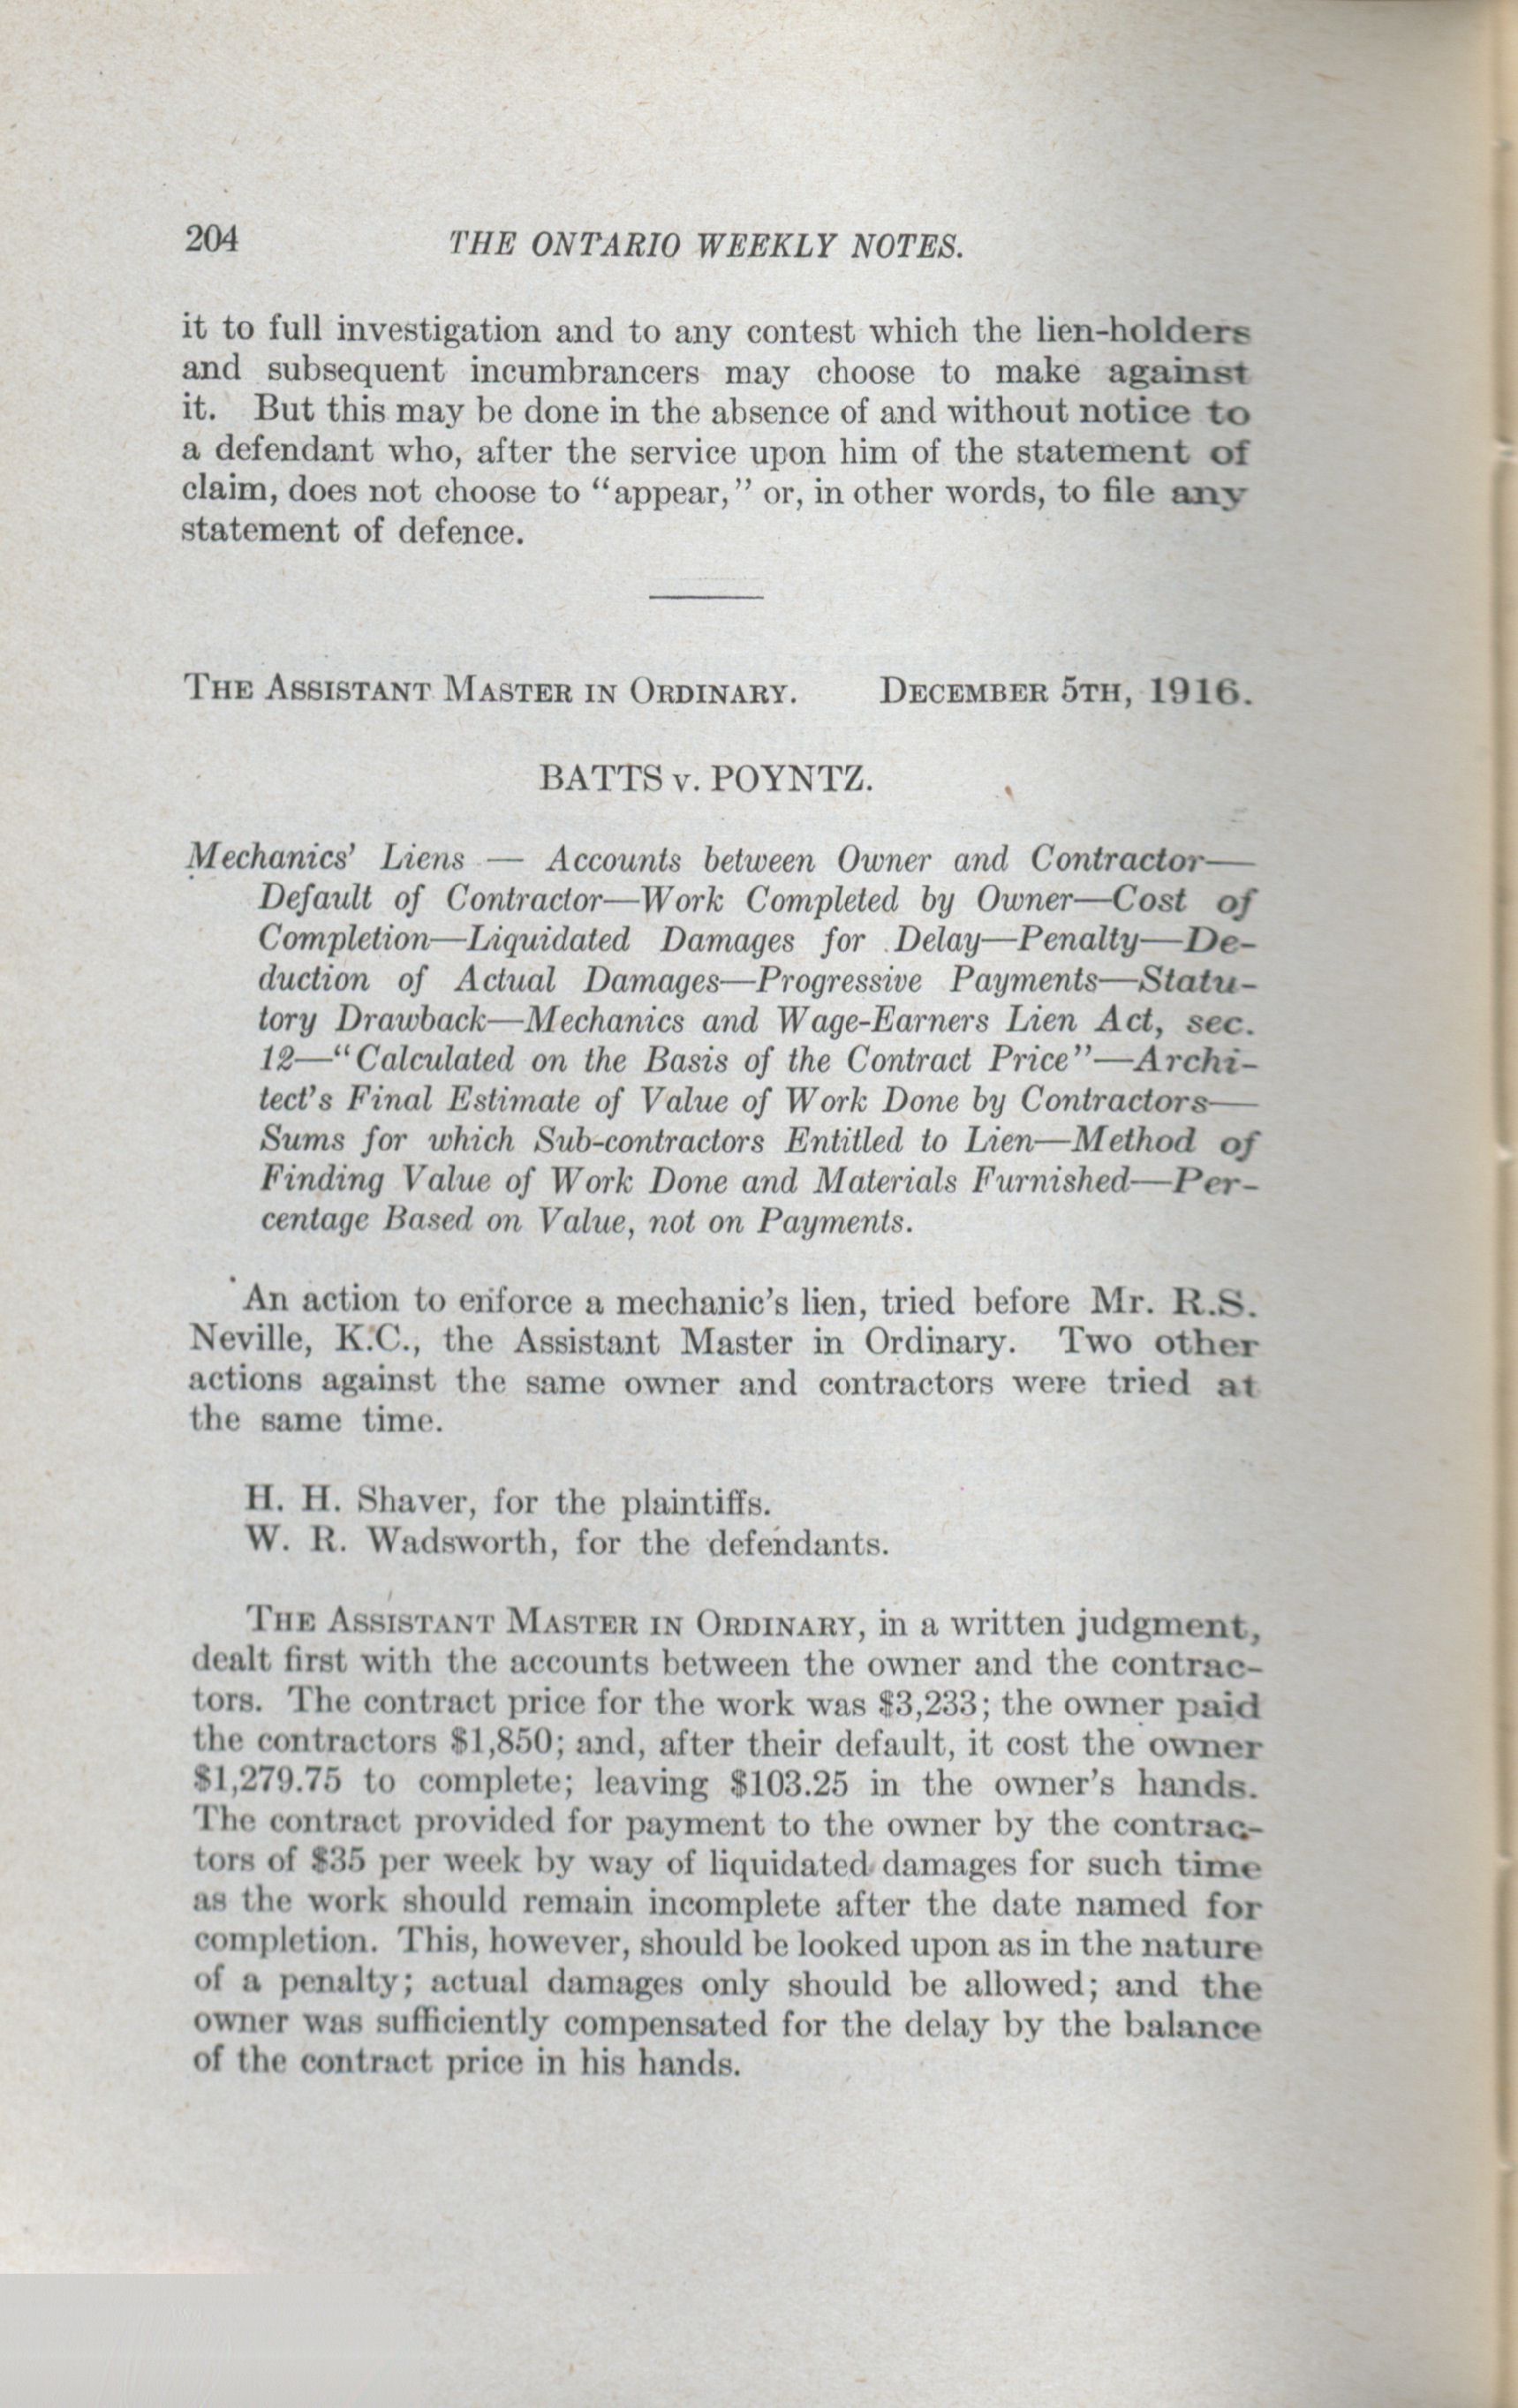 204 THE ONTARIO WEEKLY NOTES.
it to full investigation and to any contest which the lien-holders
and subsequent incumbrancers may choose to make against
it. But this may be done in the absence of and without notice to
a defendant who, after the service upon him of the statement of
claim, does not choose to “appear,” or, in other words, to file any
statement of defence.
The Assistant Master in Ordinary. December 5th, 1916.
BATTS v. POYNTZ.
Mechanics’ Liens — Accounts between Owner and Contractor—
Default of Contractor—Work Completed by Owner—Cost of
Completion—Liquidated Damages for Delay—Penalty—De-
duction of Actual Damages—Progressive Payments—Statu-
tory Drawback—Mechanics and Wage-Earners Lien Act, sec.
12—“Calculated on the Basis of the Contract Price”—Archi-
tect’s Final Estimate of Value of Work Done by Contractors—
Sums for which Sub-contractors Entitled to Lien—Method of
Finding Value of Work Done and Materials Furnished—Per-
centage Based on Value, not on Payments.
An action to enforce a mechanic’s lien, tried before Mr. R.S.
Neville, K.C., the Assistant Master in Ordinary. Two other
actions against the same owner and contractors were tried at
the same time.
H. H. Shaver, for the plaintiffs.
W. R. Wadsworth, for the defendants.
The Assistant Master in Ordinary, in a written judgment,
dealt first with the accounts between the owner and the contrac-
tors. The contract price for the work was $3,233; the owner paid
the contractors $1,850; and, after their default, it cost the owner
$1,279.75 to complete; leaving $103.25 in the owner’s hands.
The contract provided for payment to the owner by the contrac-
tors of $35 per week by way of liquidated damages for such time
as the work should remain incomplete after the date named for
completion. This, however, should be looked upon as in the nature
of a penalty; actual damages only should be allowed; and the
owner was sufficiently compensated for the delay by the balance
of the contract price in his hands.